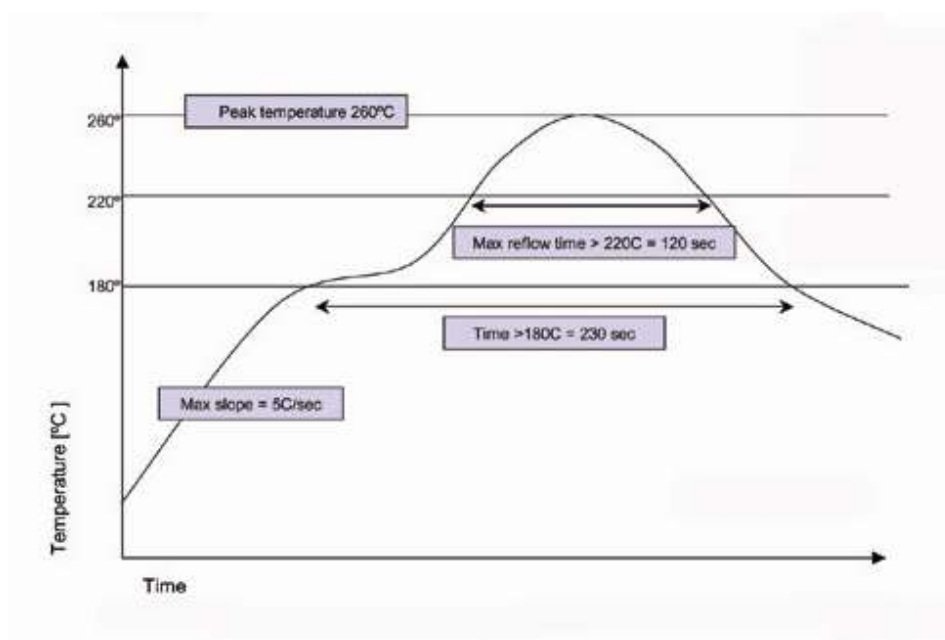 Peak temperature 260ºC
260º
220º
Max reflow time > 220C = 120 sec
180º
Time >180C = 230 sec
Max slope = 5C/sec
Temperature [ºC ]
Time